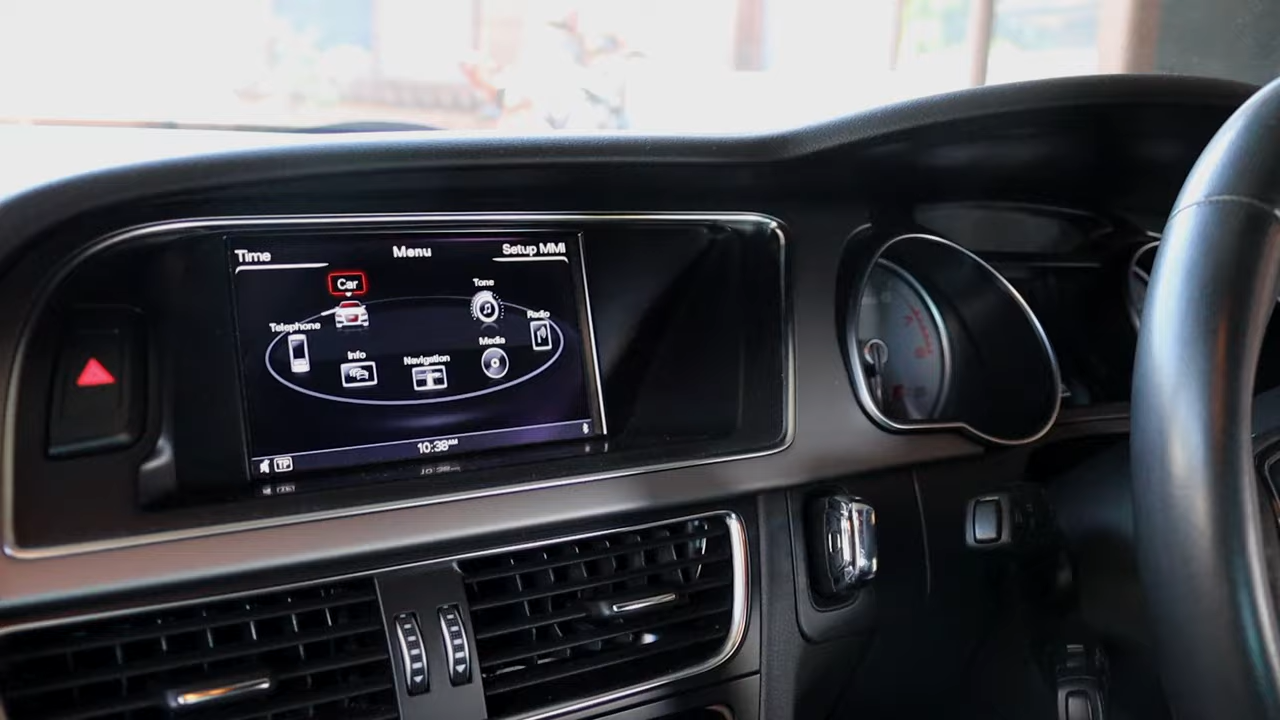 Time Menu Setup MMI
Car
Tone
Radio
Telephone
Info
Navigation
Media
10:38AM
TP